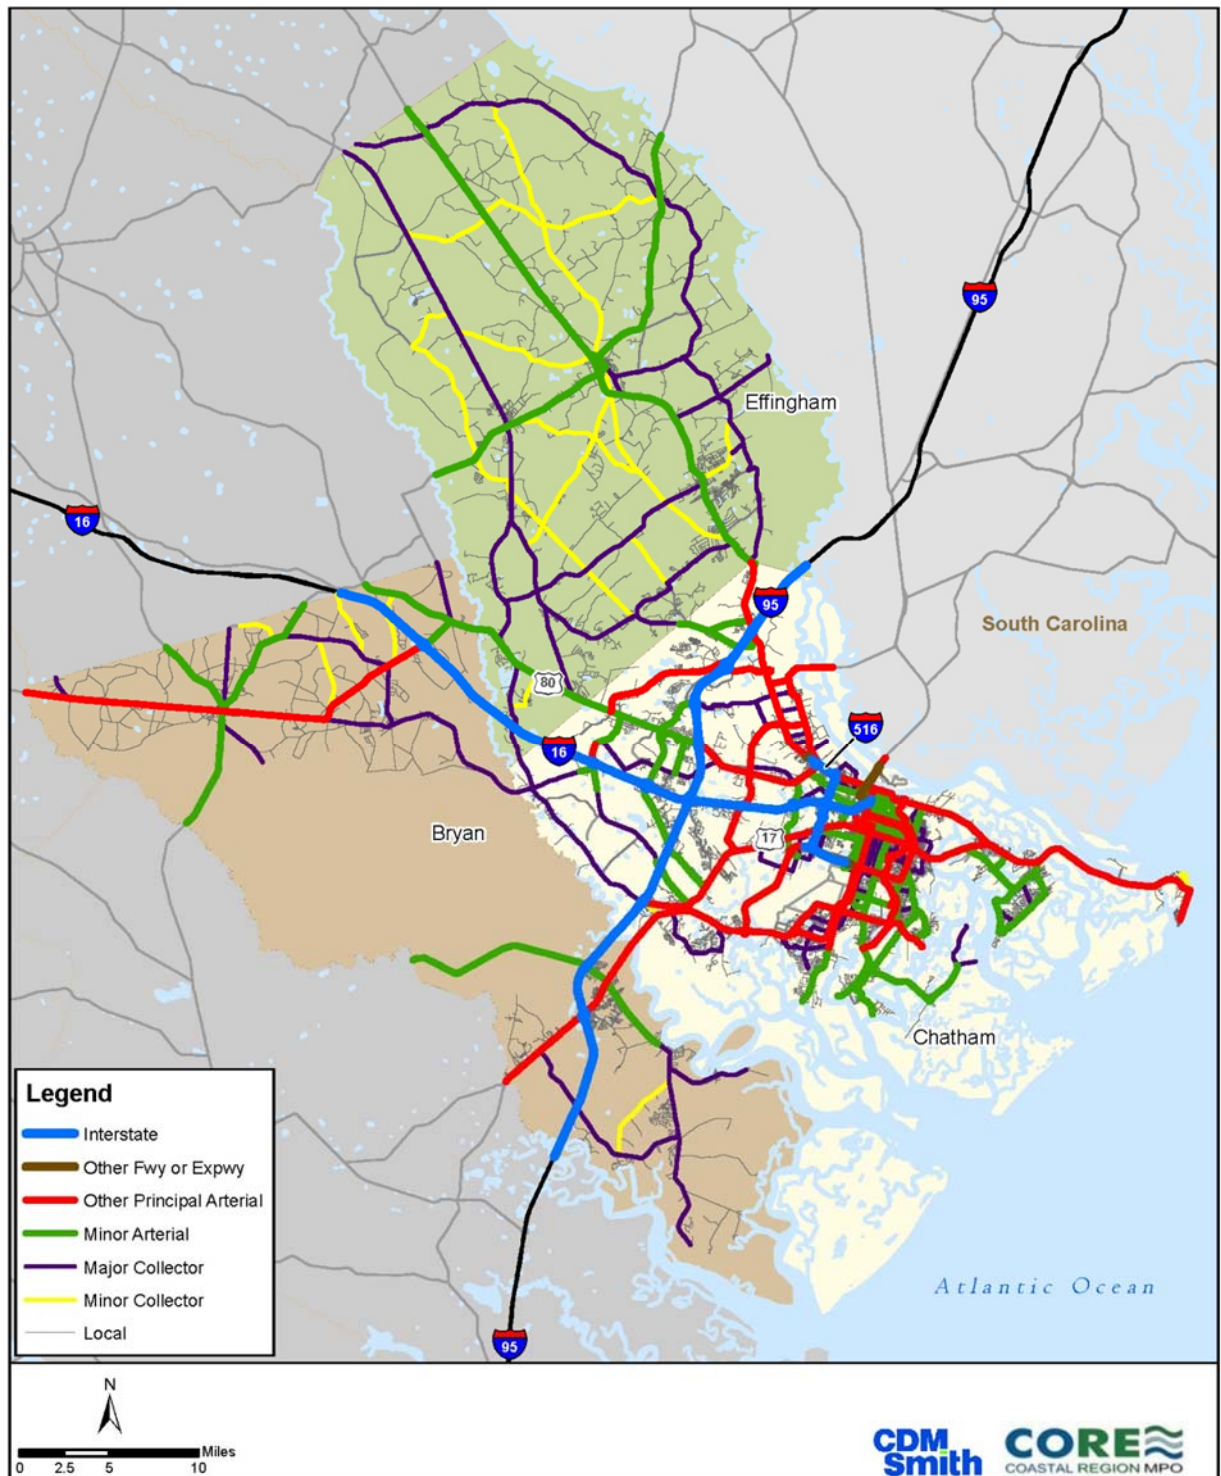 95
Effingham
16
95
South Carolina
80
516
16
17
Bryan
Chatham
Legend
Interstate
Other Fwy or Expwy
Other Principal Arterial
Minor Arterial
Major Collector
Minor Collector
Local
Atlantic Ocean
95
N
Miles
0 2.5 5 10
CDM
Smith
CORE
COASTAL REGION MPO